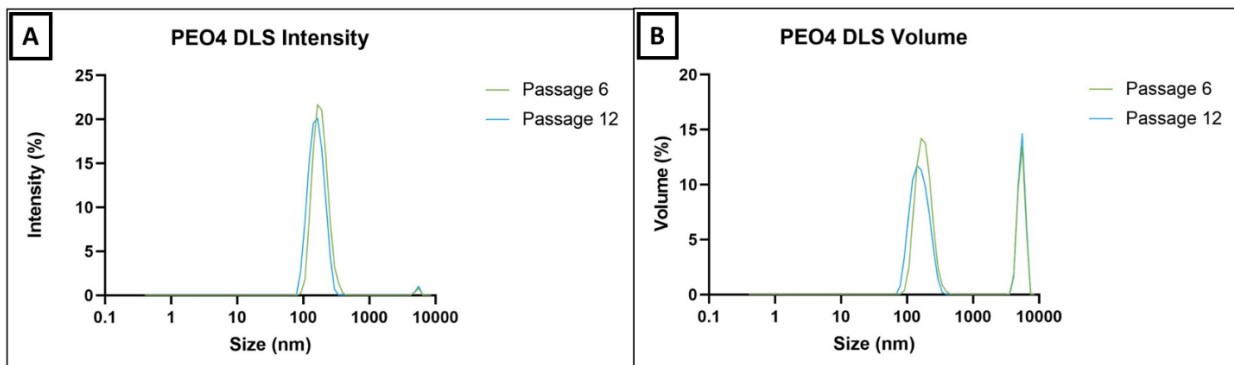 A
PEO4 DLS Intensity
25
20
15
10
5
0
Intensity (%)
0.1 1 10 100 1000 10000
Size (nm)
Passage 6
Passage 12
B
PEO4 DLS Volume
20
15
10
5
0
Volume (%)
0.1 1 10 100 1000 10000
Size (nm)
Passage 6
Passage 12